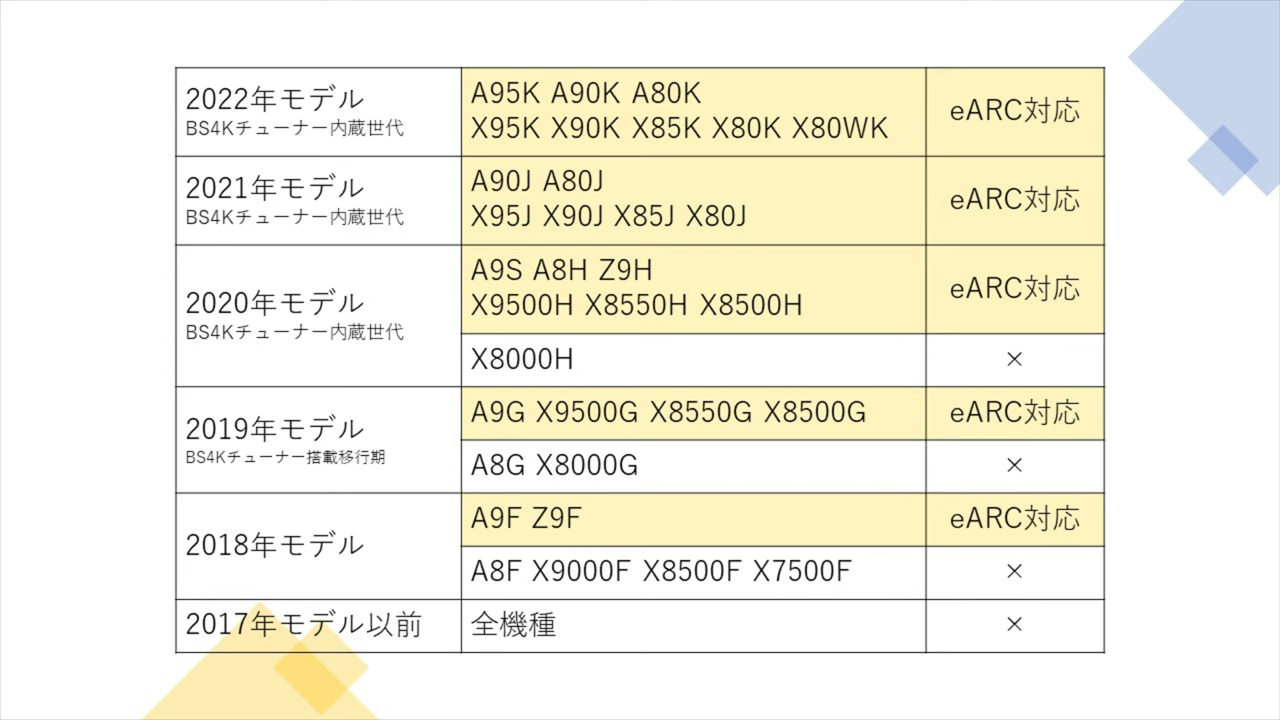 2022年モデル
BS4Kチューナー内蔵世代
A95K A90K A80K
X95K X90K X85K X80K X80WK
eARC対応
2021年モデル
BS4Kチューナー内蔵世代
A90J A80J
X95J X90J X85J X80J
eARC対応
2020年モデル
BS4Kチューナー内蔵世代
A9S A8H Z9H
X9500H X8550H X8500H
eARC対応
X8000H
×
2019年モデル
BS4Kチューナー搭載移行期
A9G X9500G X8550G X8500G
eARC対応
A8G X8000G
×
2018年モデル
A9F Z9F
eARC対応
A8F X9000F X8500F X7500F
×
2017年モデル以前
全機種
×